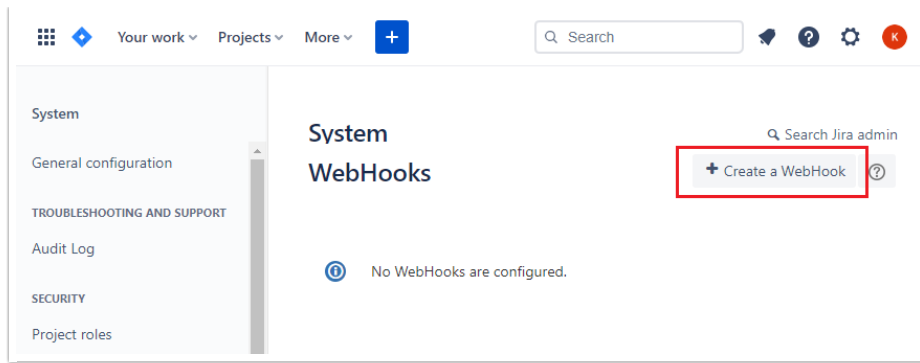 Your work Projects More + Search ? K
System
General configuration
TROUBLESHOOTING AND SUPPORT
Audit Log
SECURITY
Project roles
System
Search Jira admin
WebHooks
+ Create a WebHook ?
No WebHooks are configured.